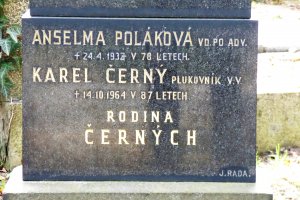 ANSELMA POLÁKOVÁ VD. PO ADV.
† 24.4.1932 V 78 LETECH.
KAREL ČERNÝ PLUKOVNÍK V.V.
† 14.10.1964 V 87 LETECH.
RODINA
ČERNÝCH
J. RADA.